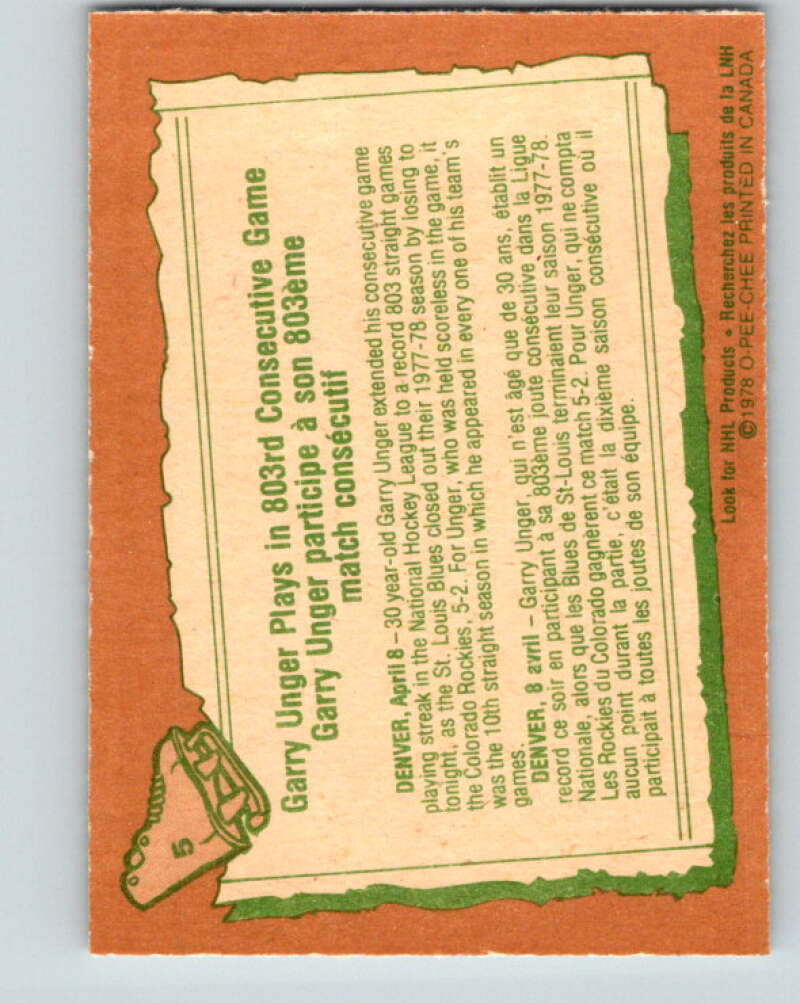 5
Garry Unger Plays in 803rd Consecutive Game
Garry Unger participe à son 803ème
match consécutif
DENVER, April 8 – 30 year-old Garry Unger extended his consecutive game
playing streak in the National Hockey League to a record 803 straight games
tonight, as the St. Louis Blues closed out their 1977-78 season by losing to
the Colorado Rockies, 5-2. For Unger, who was held scoreless in the game, it
was the 10th straight season in which he appeared in every one of his team's
games.
DENVER, 8 avril – Garry Unger, qui n'est âgé que de 30 ans, établit un
record ce soir en participant à sa 803ème joute consécutive dans la Ligue
Nationale, alors que les Blues de St-Louis terminaient leur saison 1977-78.
Les Rockies du Colorado gagnèrent ce match 5-2. Pour Unger, qui ne compta
aucun point durant la partie, c'était la dixième saison consécutive où il
participait à toutes les joutes de son équipe.
Look for NHL Products • Recherchez les produits de la LNH
©1978 O-PEE-CHEE PRINTED IN CANADA